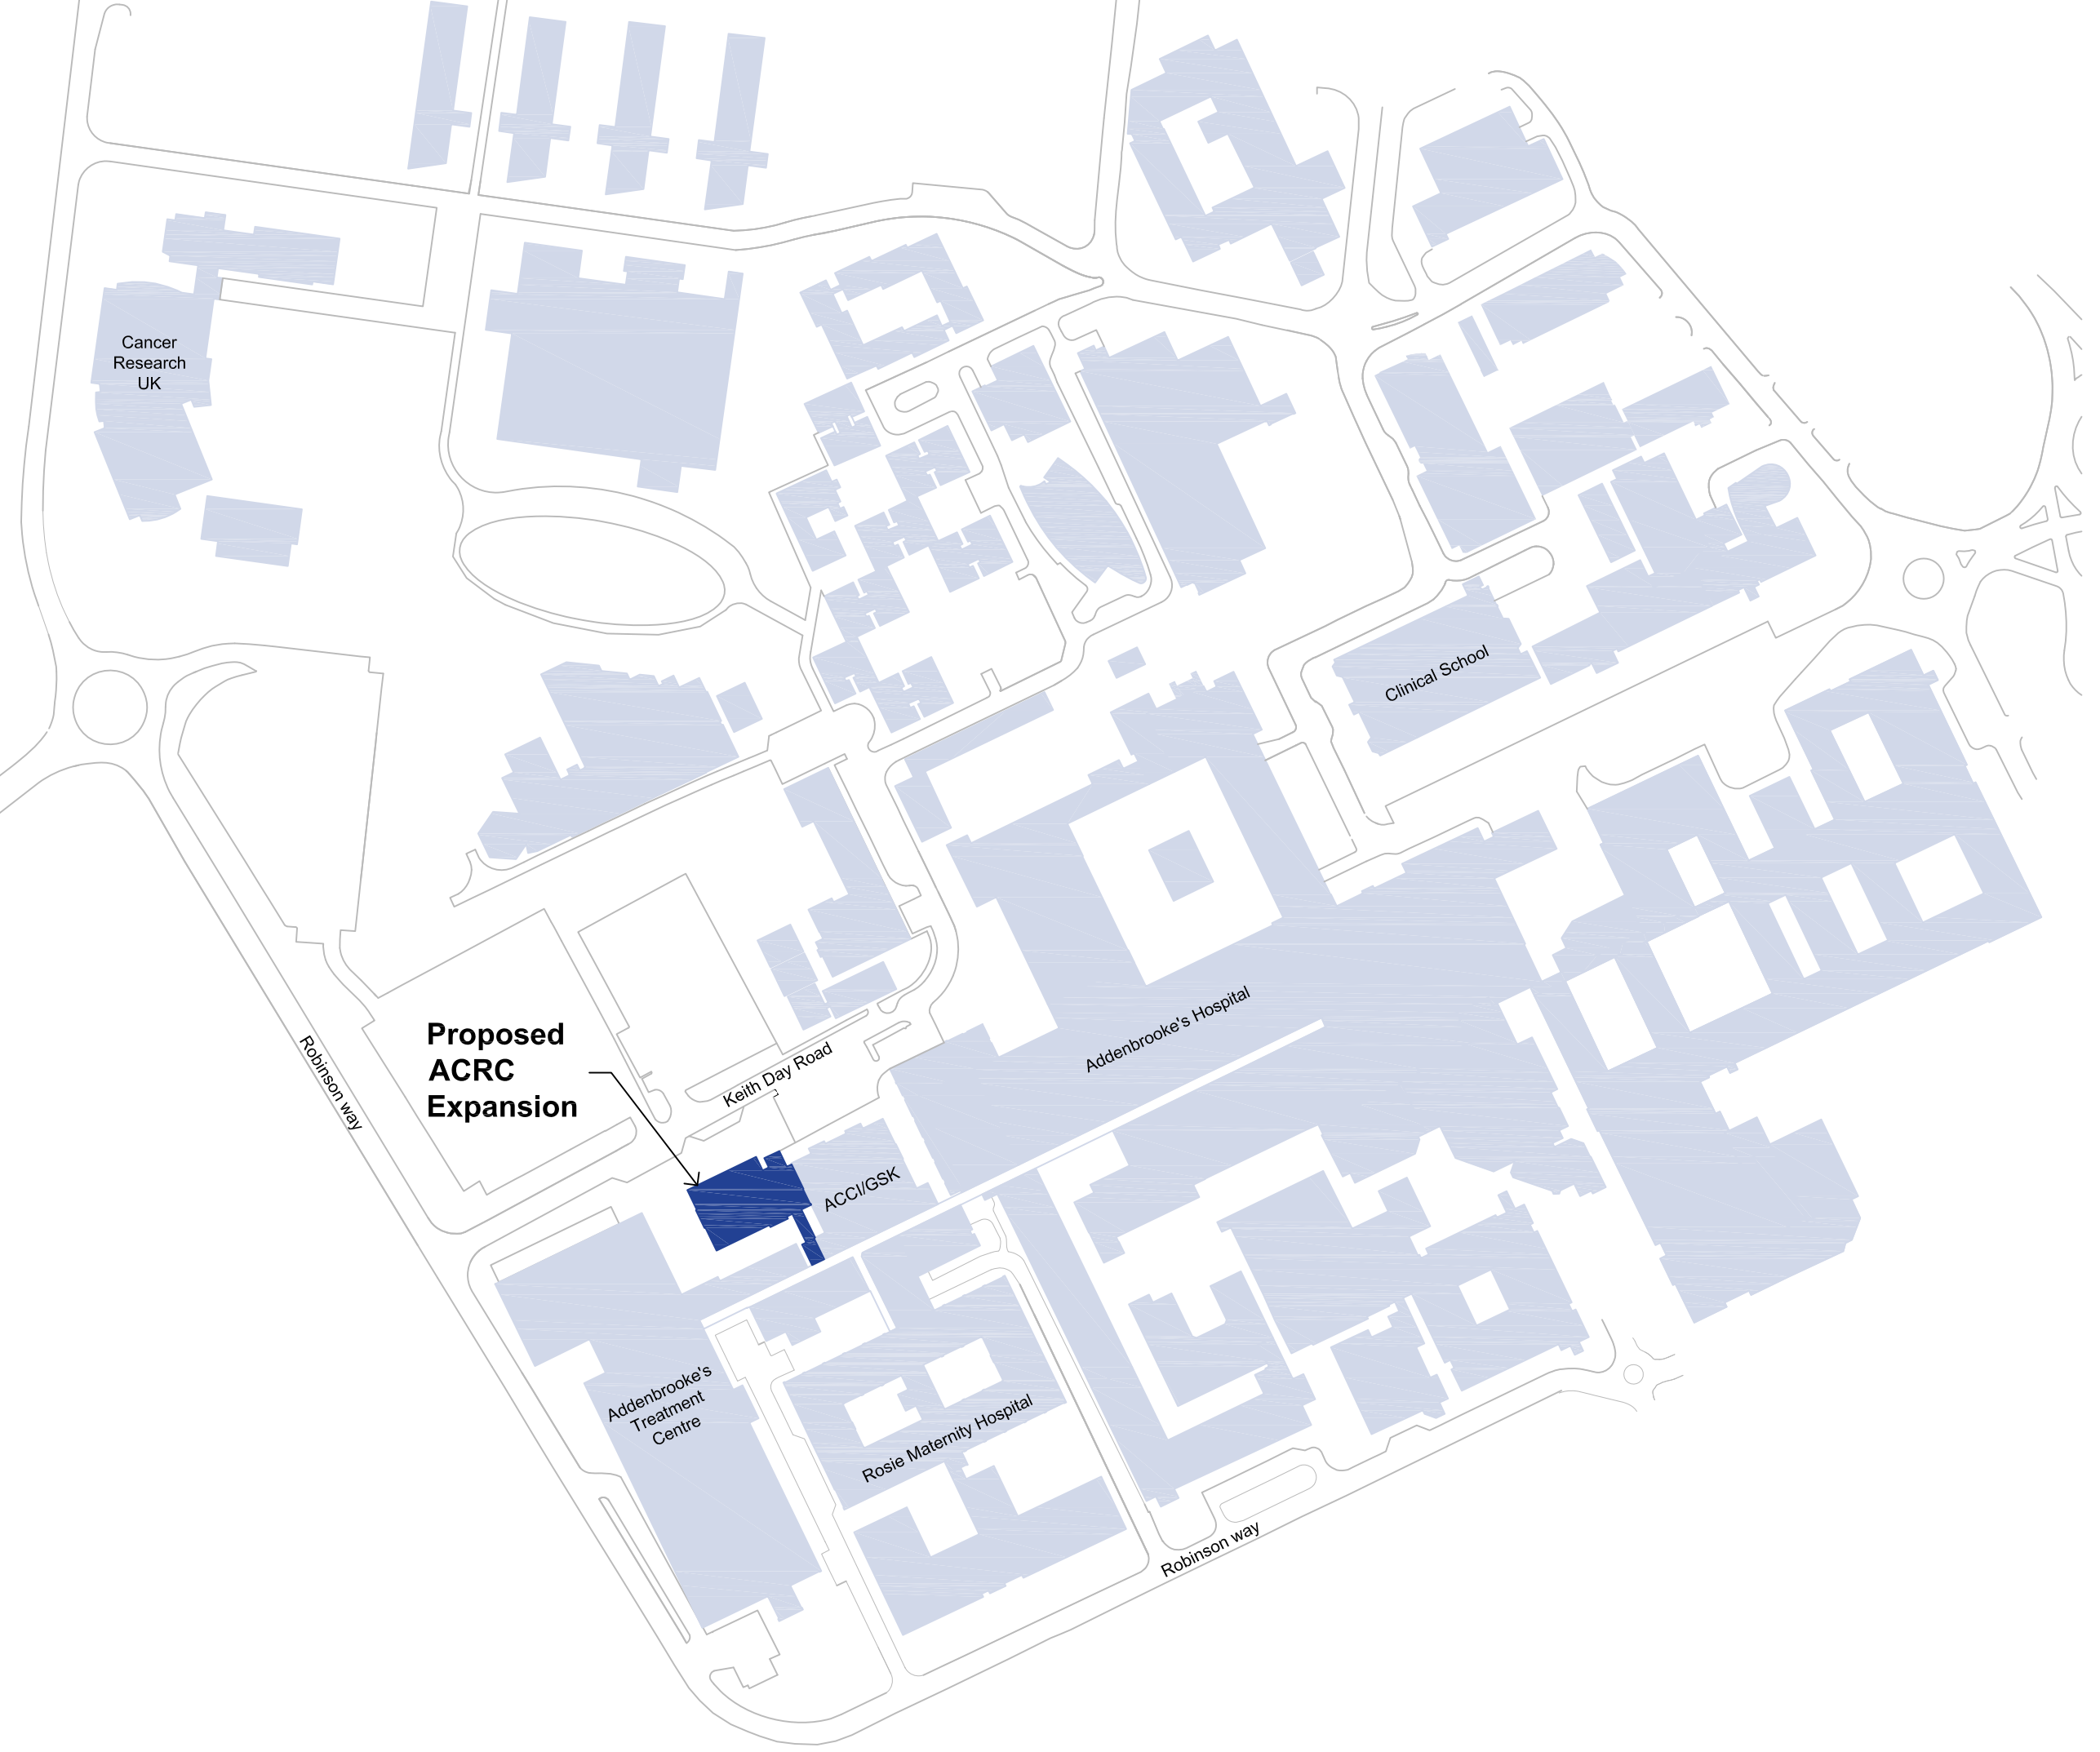 Cancer
Research
UK
Clinical School
Addenbrooke's Hospital
Proposed
ACRC
Expansion
Robinson way
Keith Day Road
ACCI/GSK
Addenbrooke's
Treatment
Centre
Rosie Maternity Hospital
Robinson way